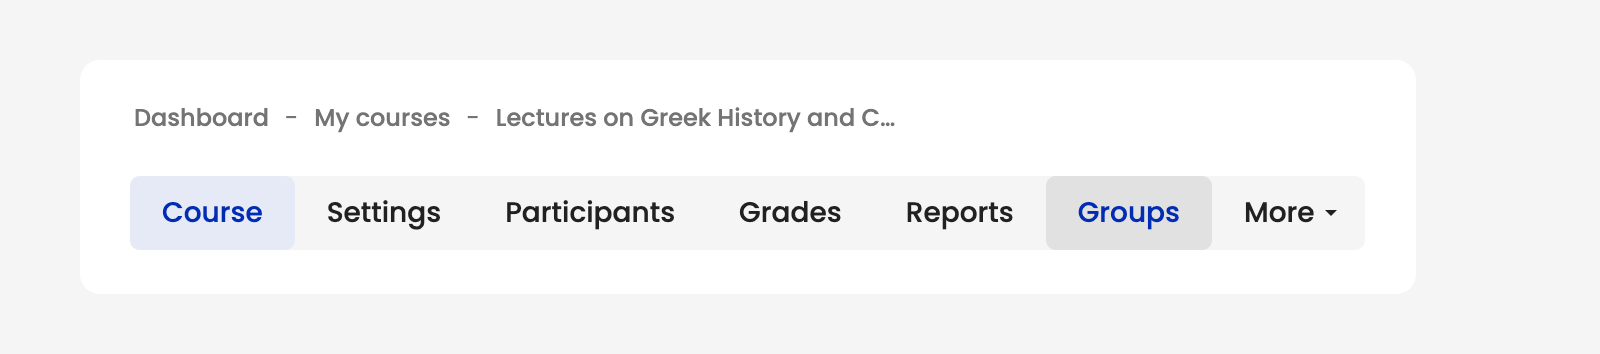 Dashboard - My courses - Lectures on Greek History and C...
Course Settings Participants Grades Reports Groups More